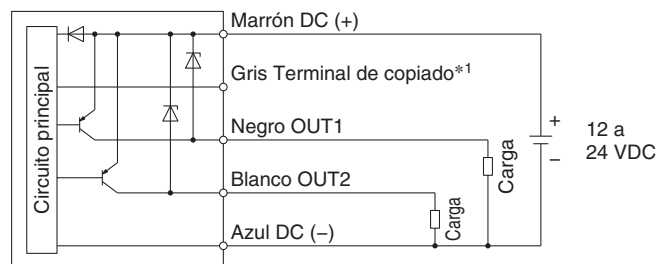 Marrón DC (+)
Gris Terminal de copiado*1
Negro OUT1
Blanco OUT2
Azul DC (−)
Circuito principal
Carga
Carga
+
−
12 a
24 VDC